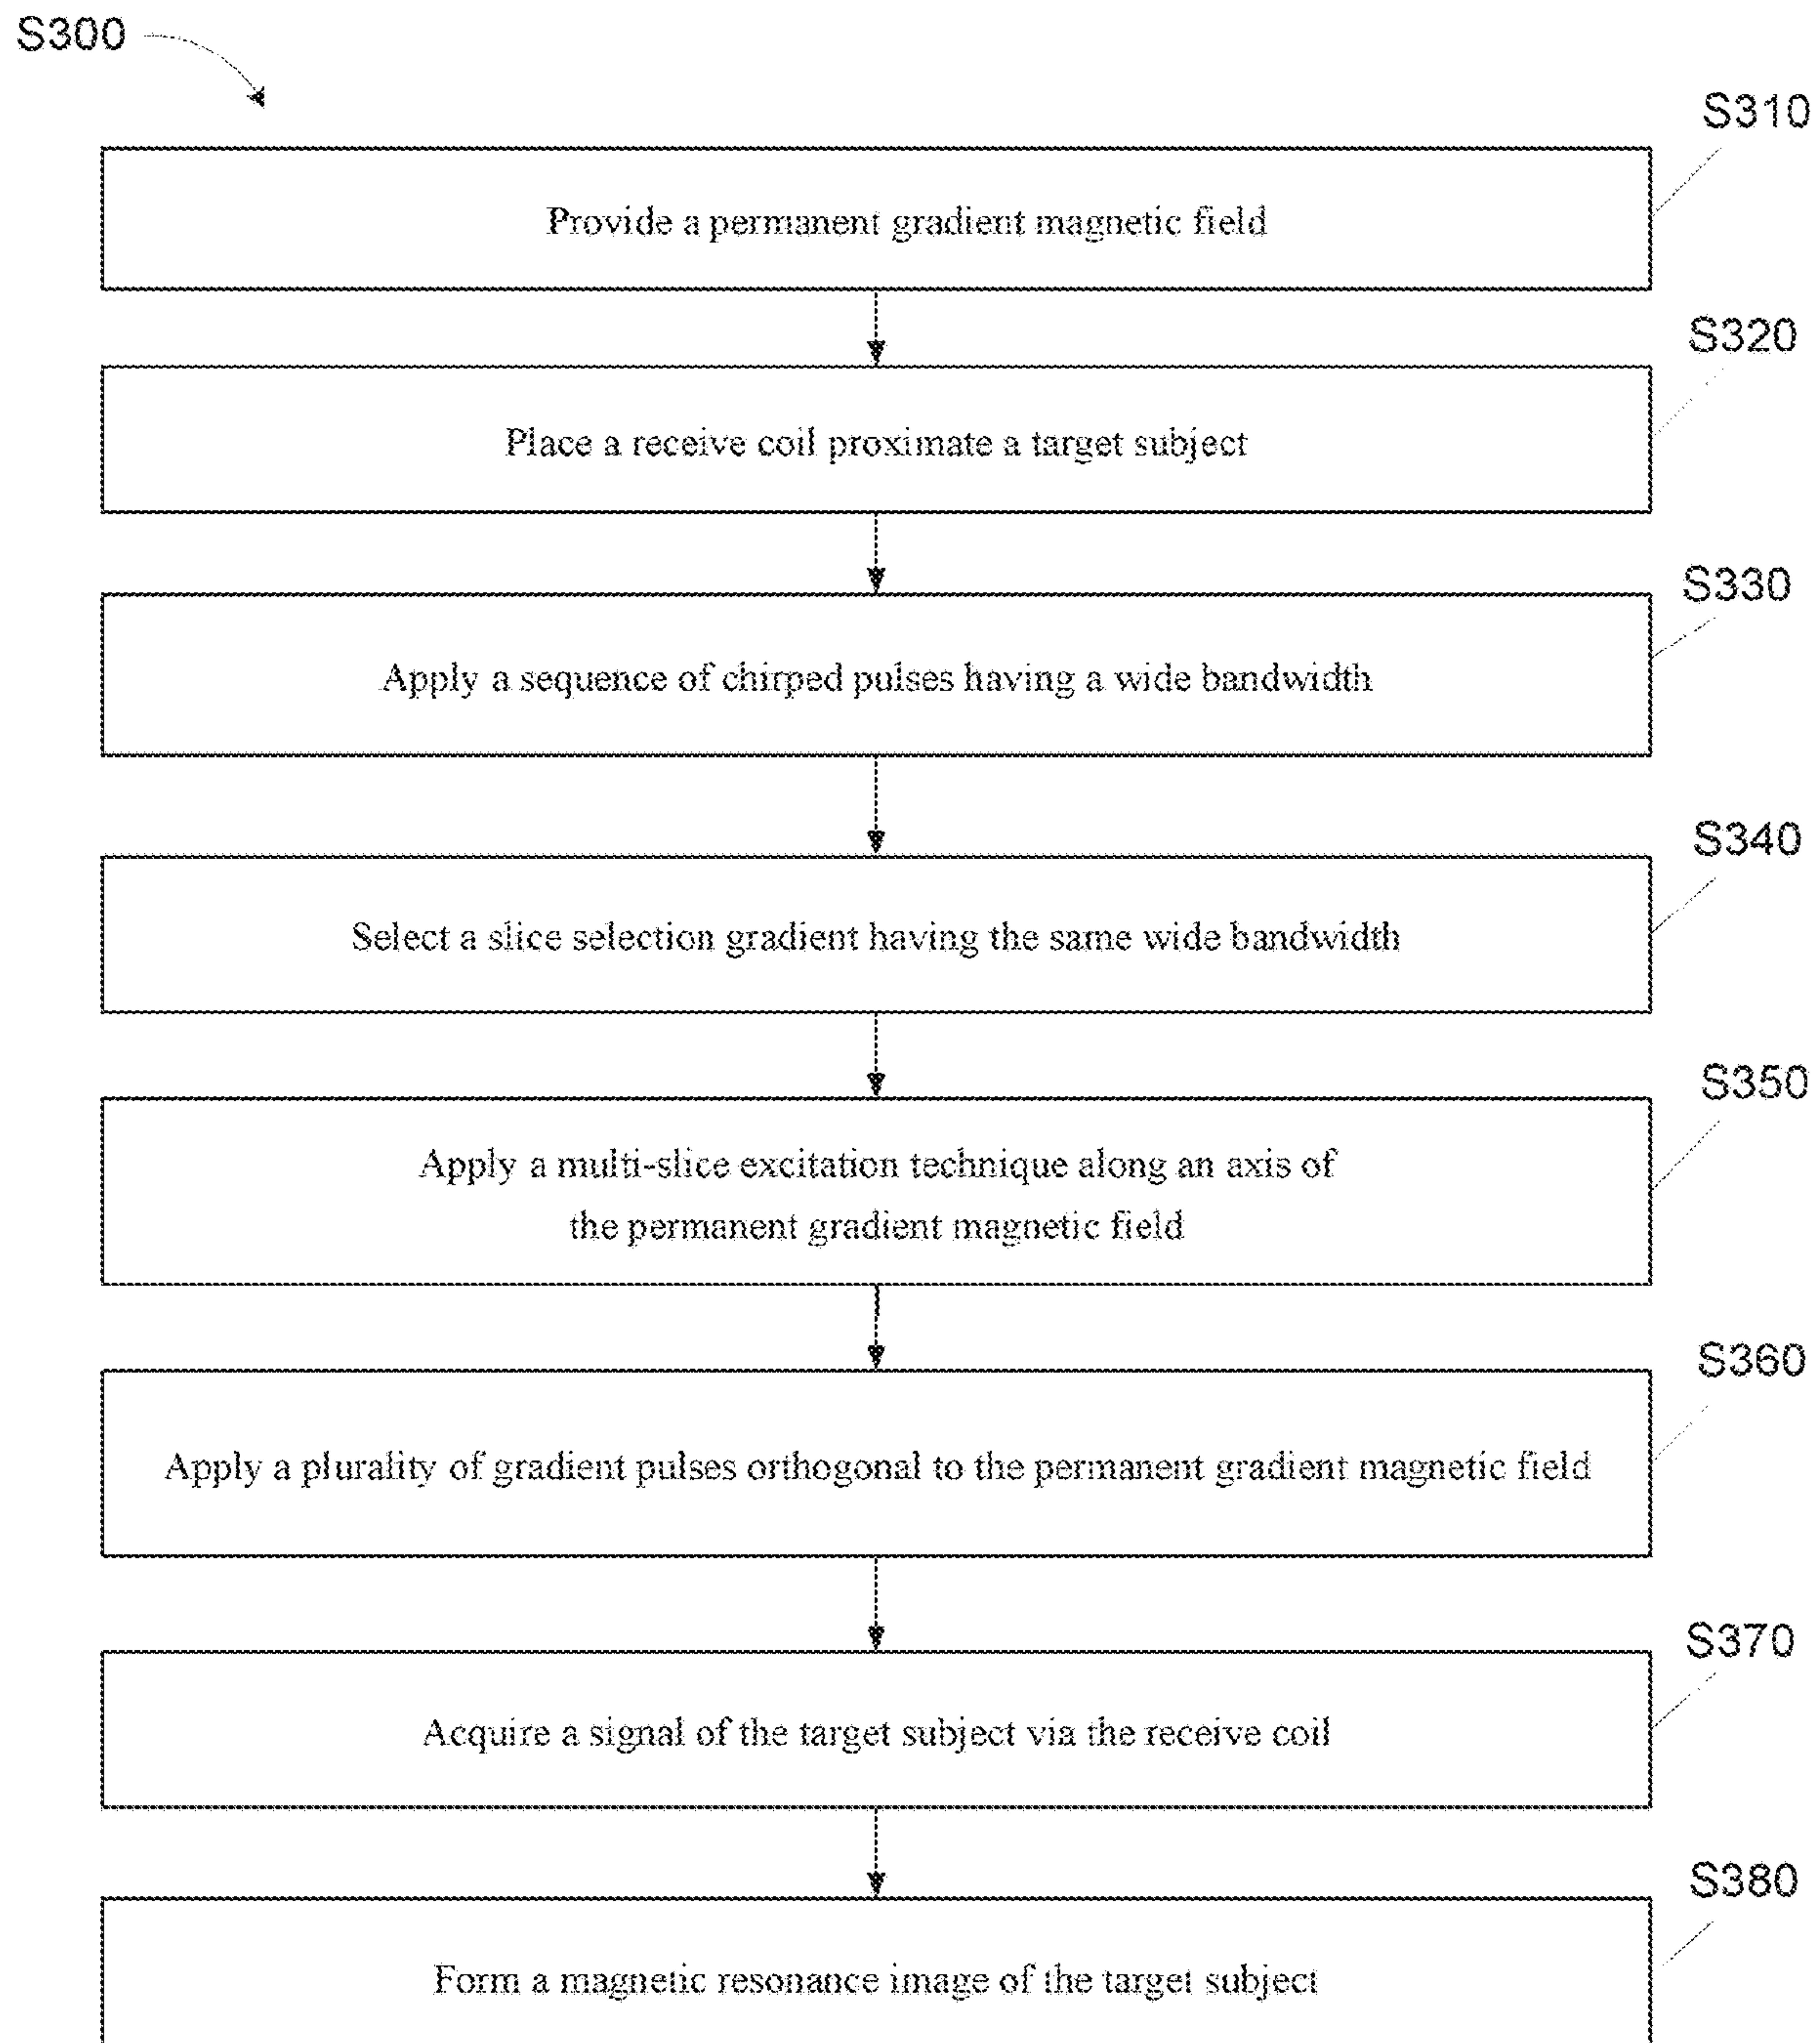 S300
S310
Provide a permanent gradient magnetic field
S320
Place a receive coil proximate a target subject
S330
Apply a sequence of chirped pulses having a wide bandwidth
S340
Select a slice selection gradient having the same wide bandwidth
S350
Apply a multi-slice excitation technique along an axis of
the permanent gradient magnetic field
S360
Apply a plurality of gradient pulses orthogonal to the permanent gradient magnetic field
S370
Acquire a signal of the target subject via the receive coil
S380
Form a magnetic resonance image of the target subject